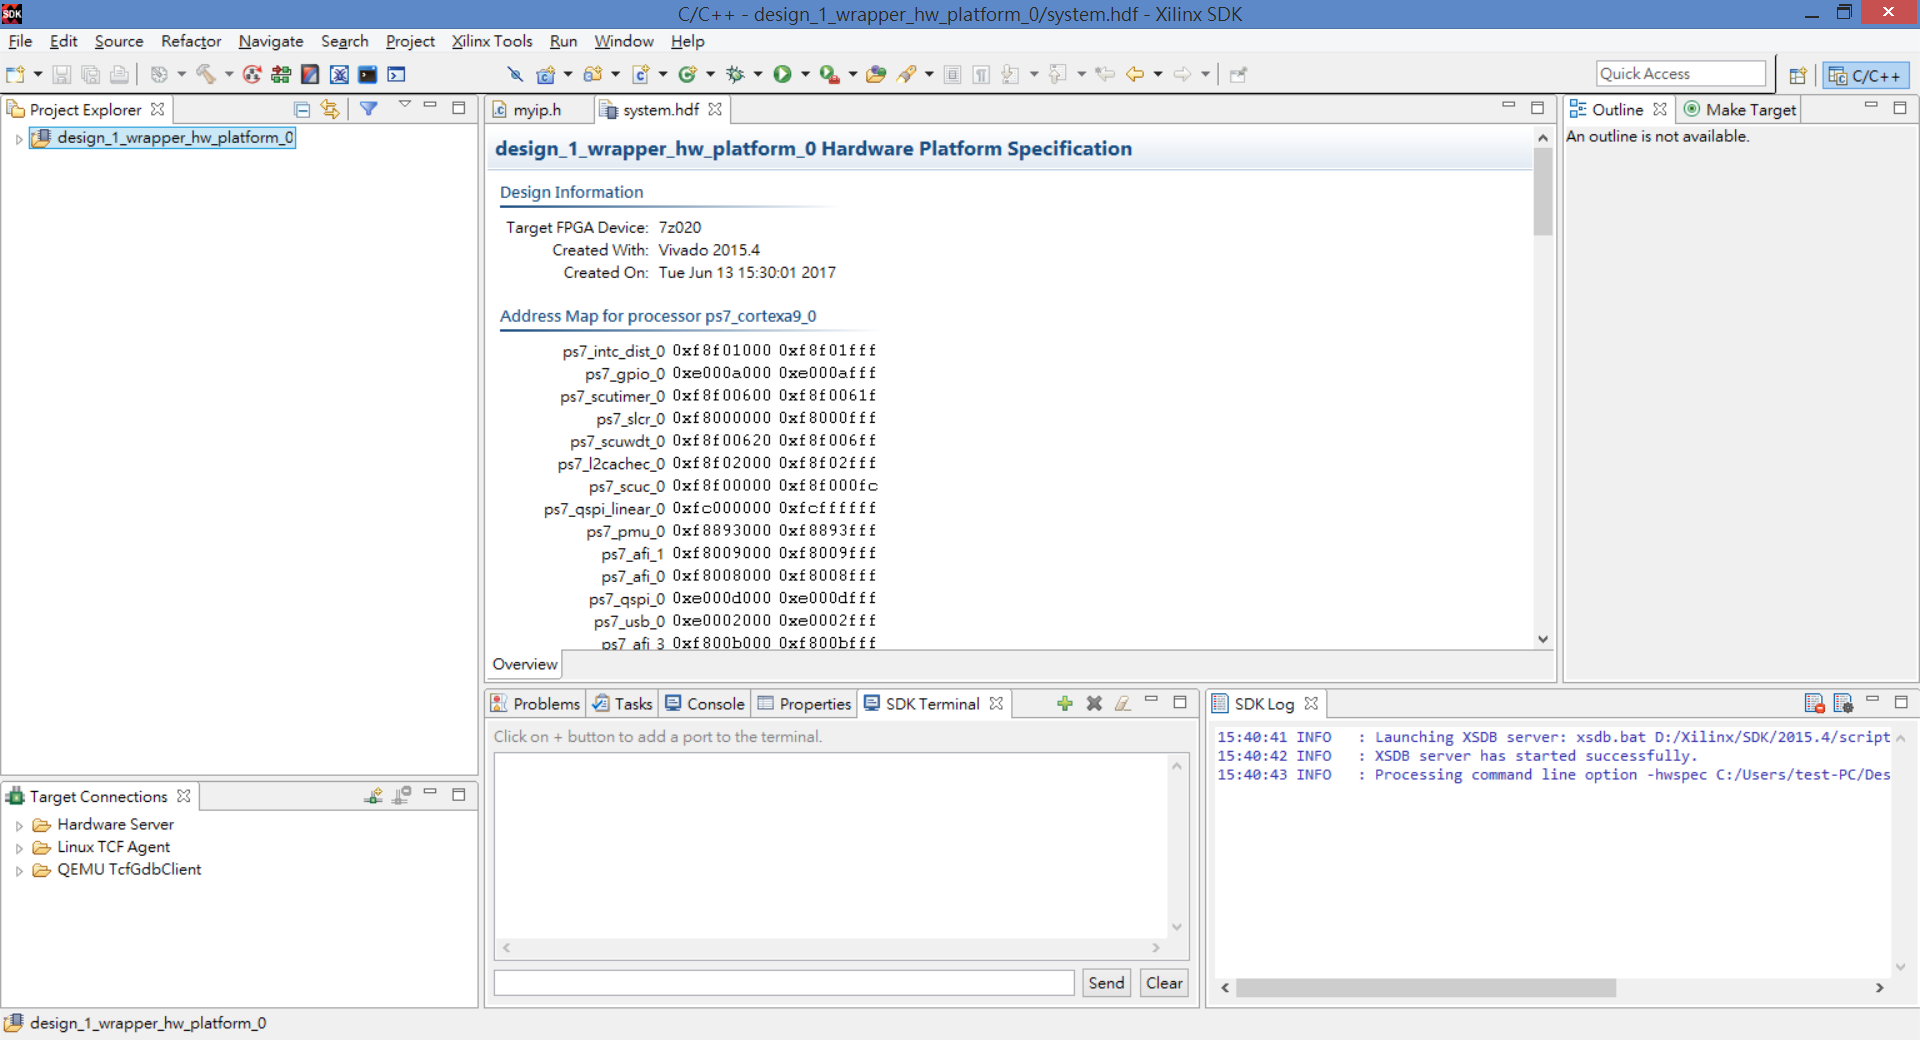 SDK
C/C++ - design_1_wrapper_hw_platform_0/system.hdf - Xilinx SDK
File Edit Source Refactor Navigate Search Project Xilinx Tools Run Window Help
Quick Access
C/C++
Project Explorer
design_1_wrapper_hw_platform_0
myip.h
system.hdf
design_1_wrapper_hw_platform_0 Hardware Platform Specification
Design Information
Target FPGA Device: 7z020
Created With: Vivado 2015.4
Created On: Tue Jun 13 15:30:01 2017
Address Map for processor ps7_cortexa9_0
ps7_intc_dist_0 0xf8f01000 0xf8f01fff
ps7_gpio_0 0xe000a000 0xe000afff
ps7_scutimer_0 0xf8f00600 0xf8f0061f
ps7_slcr_0 0xf8000000 0xf8000fff
ps7_scuwdt_0 0xf8f00620 0xf8f006ff
ps7_l2cachec_0 0xf8f02000 0xf8f02fff
ps7_scuc_0 0xf8f00000 0xf8f000fc
ps7_qspi_linear_0 0xfc000000 0xfcffffff
ps7_pmu_0 0xf8893000 0xf8893fff
ps7_afi_1 0xf8009000 0xf8009fff
ps7_afi_0 0xf8008000 0xf8008fff
ps7_qspi_0 0xe000d000 0xe000dfff
ps7_usb_0 0xe0002000 0xe0002fff
ps7_afi_3 0xf800b000 0xf800bfff
Overview
Outline
Make Target
An outline is not available.
Problems Tasks Console Properties SDK Terminal
Click on + button to add a port to the terminal.
Send Clear
SDK Log
15:40:41 INFO : Launching XSDB server: xsdb.bat D:/Xilinx/SDK/2015.4/script
15:40:42 INFO : XSDB server has started successfully.
15:40:43 INFO : Processing command line option -hwspec C:/Users/test-PC/Des
Target Connections
Hardware Server
Linux TCF Agent
QEMU TcfGdbClient
design_1_wrapper_hw_platform_0